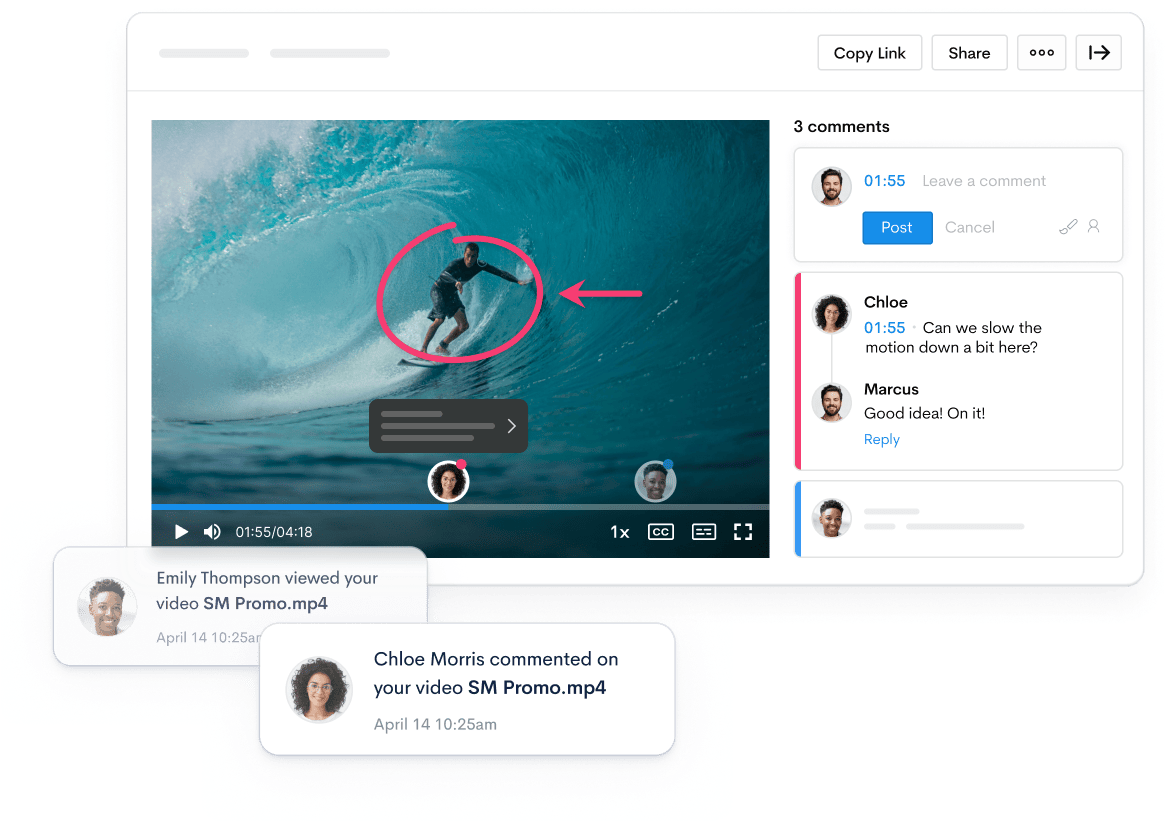 Copy Link
Share
3 comments
01:55 Leave a comment
Post Cancel
Chloe
01:55 · Can we slow the
motion down a bit here?
Marcus
Good idea! On it!
Reply
01:55/04:18
1x
CC
Emily Thompson viewed your
video SM Promo.mp4
April 14 10:25am
Chloe Morris commented on
your video SM Promo.mp4
April 14 10:25am